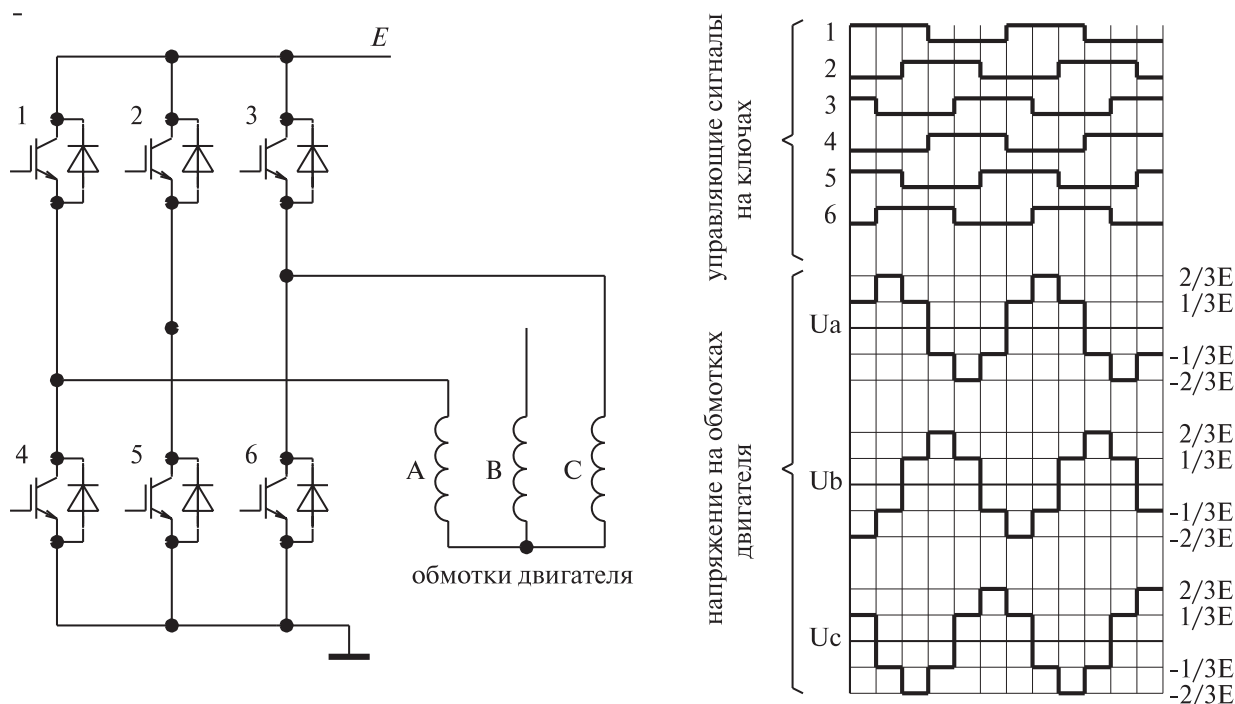 -
E
1
2
3
4
5
6
A
B
C
обмотки двигателя
управляющие сигналы
на ключах
1
2
3
4
5
6
напряжение на обмотках
двигателя
Ua
2/3E
1/3E
-1/3E
-2/3E
Ub
2/3E
1/3E
-1/3E
-2/3E
Uc
2/3E
1/3E
-1/3E
-2/3E